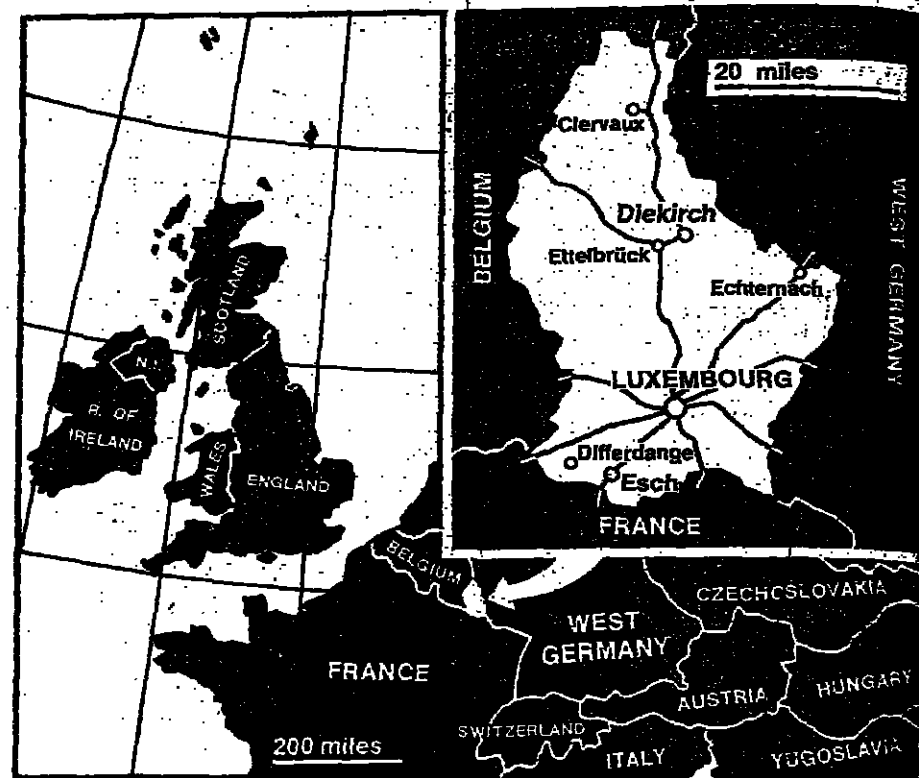 20 miles
Clervaux
BELGIUM
WEST GERMANY
Diekirch
Ettelbrück
Echternach
LUXEMBOURG
Differdange
Esch
FRANCE
SCOTLAND
N.I.
R. OF
IRELAND
WALES
ENGLAND
BELGIUM
CZECHOSLOVAKIA
WEST
GERMANY
FRANCE
AUSTRIA
HUNGARY
SWITZERLAND
200 miles
ITALY
YUGOSLAVIA